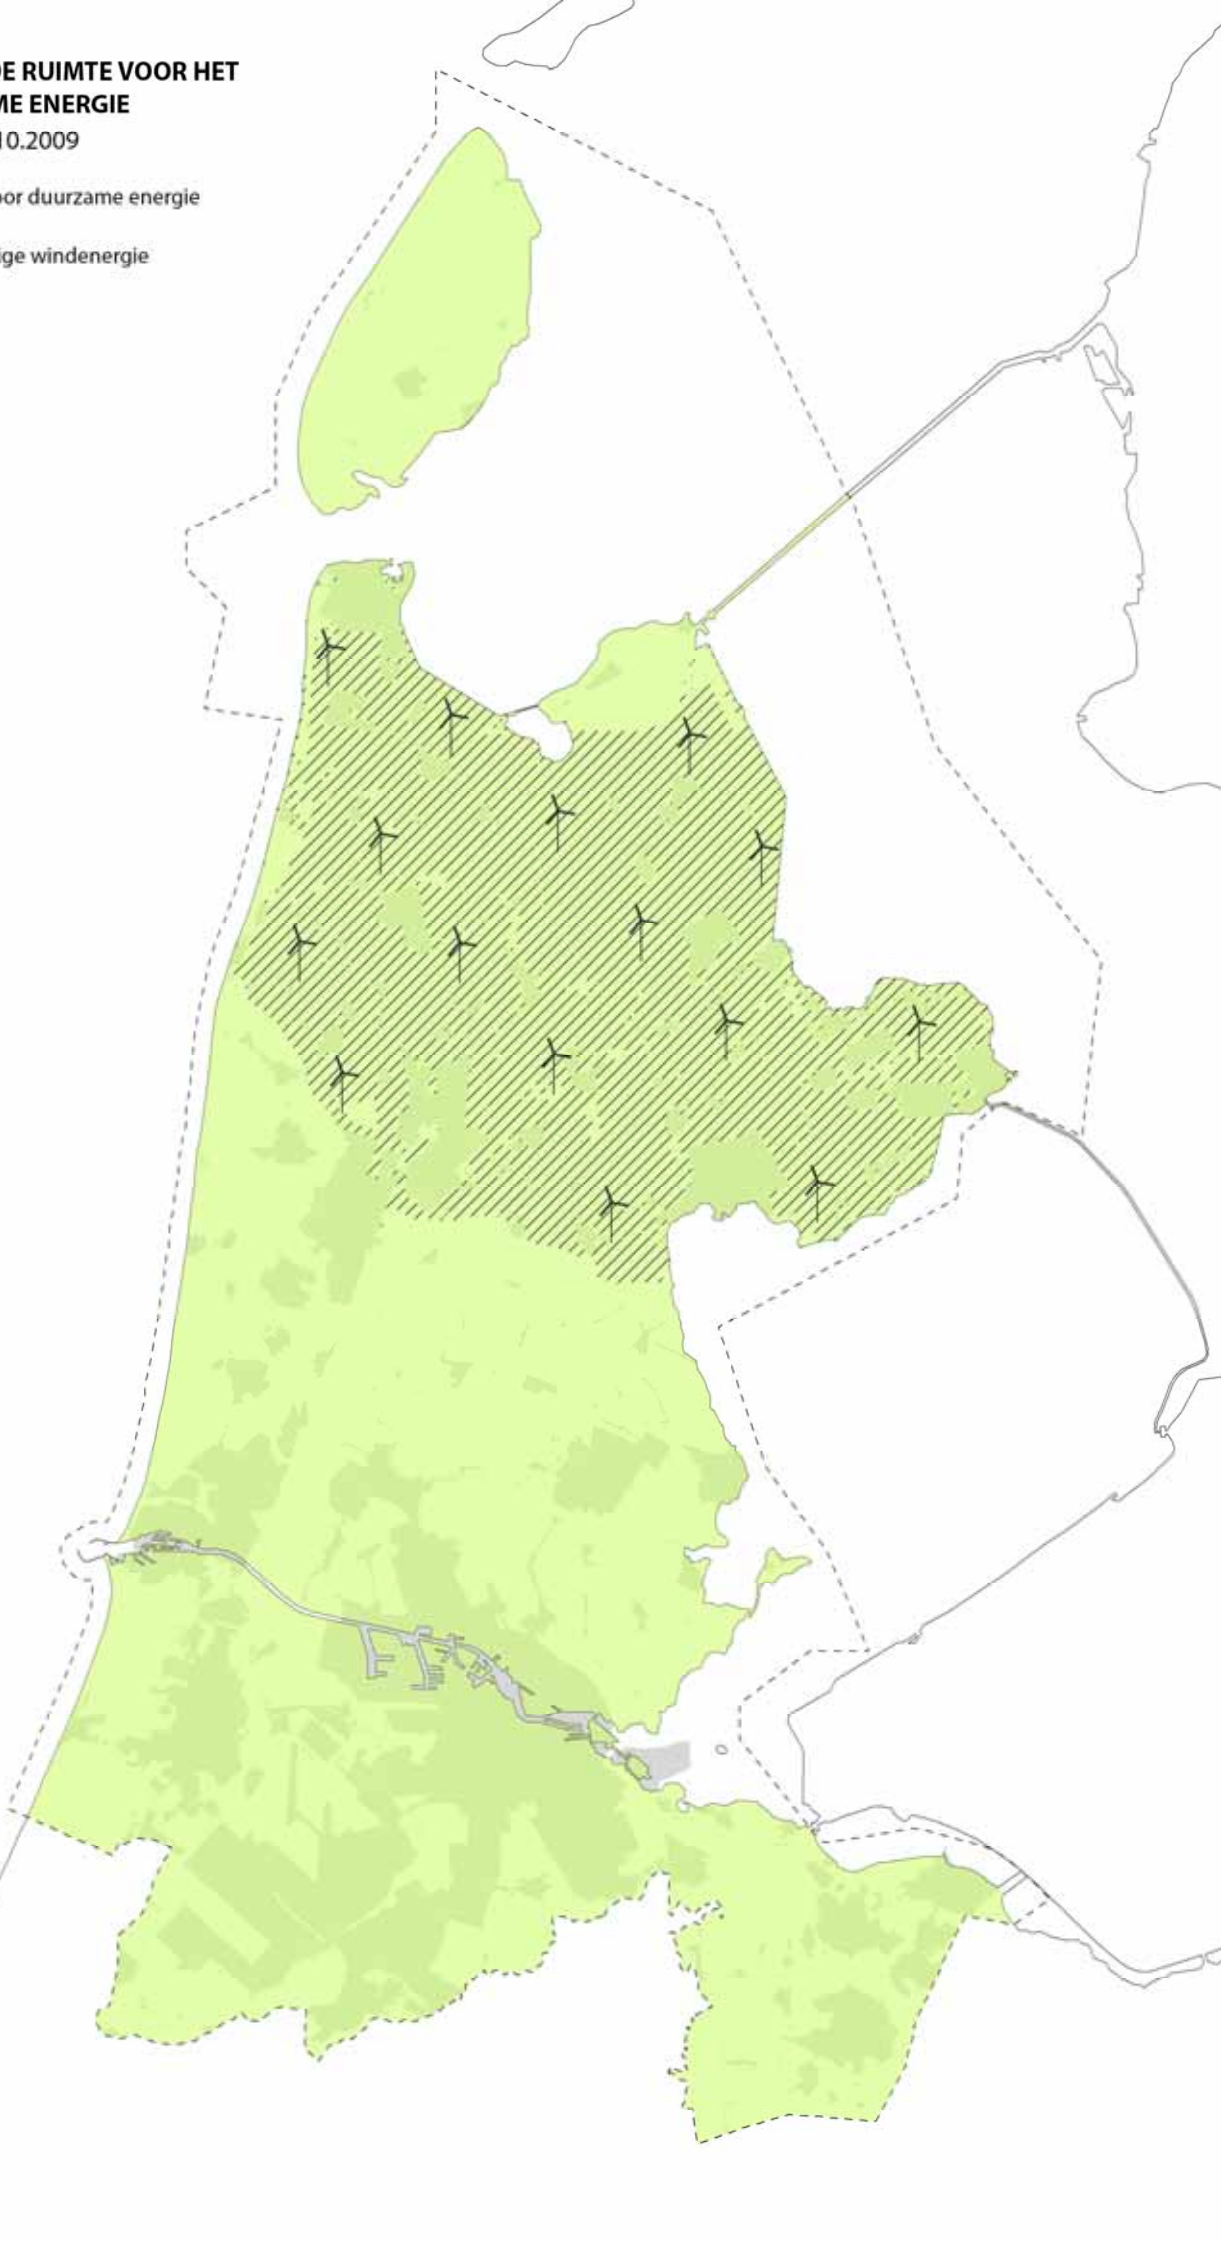 DE RUIMTE VOOR HET
ME ENERGIE
10.2009
oor duurzame energie
ige windenergie